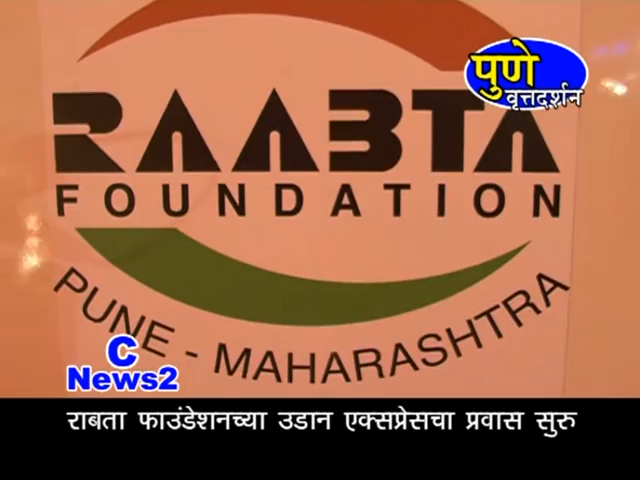 पुणे
वृत्तदर्शन
RAABTA
FOUNDATION
PUNE - MAHARASHTRA
C
News2
राबता फाउंडेशनच्या उडान एक्सप्रेसचा प्रवास सुरु